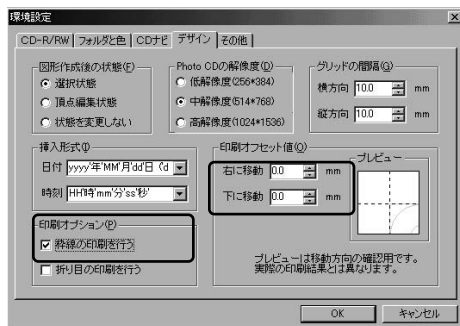 環境設定
CD-R/RW フォルダと色 CDナビ デザイン その他
図形作成後の状態(F)
選択状態
頂点編集状態
状態を変更しない
Photo CDの解像度(D)
低解像度(256*384)
中解像度(514*768)
高解像度(1024*1536)
グリッドの間隔(G)
横方向 10.0 mm
縦方向 10.0 mm
挿入形式(I)
日付 yyyy'年'MM'月'dd'日 (d
時刻 HH'時'mm'分'ss'秒'
印刷オプション(P)
枠線の印刷を行う
折り目の印刷を行う
印刷オフセット値(O)
右に移動 0.0 mm
下に移動 0.0 mm
プレビュー
プレビューは移動方向の確認用です。
実際の印刷結果とは異なります。
OK キャンセル